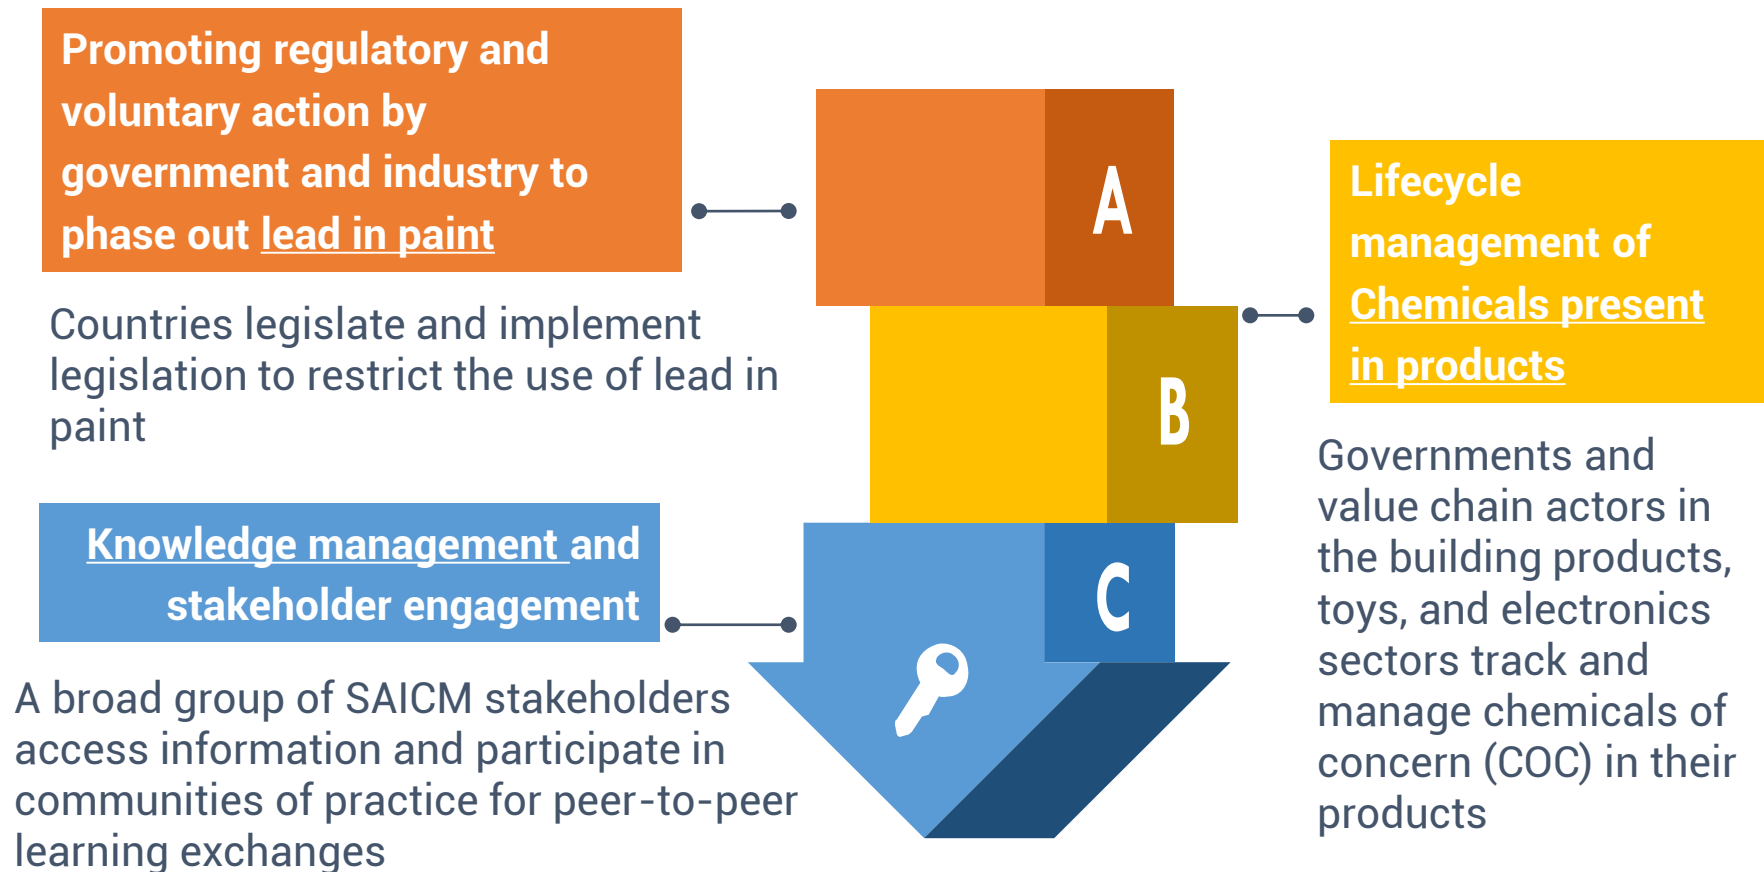 Promoting regulatory and
voluntary action by
government and industry to
phase out lead in paint
Countries legislate and implement
legislation to restrict the use of lead in
paint
A
Lifecycle
management of
Chemicals present
in products
B
Governments and
value chain actors in
the building products,
toys, and electronics
sectors track and
manage chemicals of
concern (COC) in their
products
Knowledge management and
stakeholder engagement
C
A broad group of SAICM stakeholders
access information and participate in
communities of practice for peer-to-peer
learning exchanges